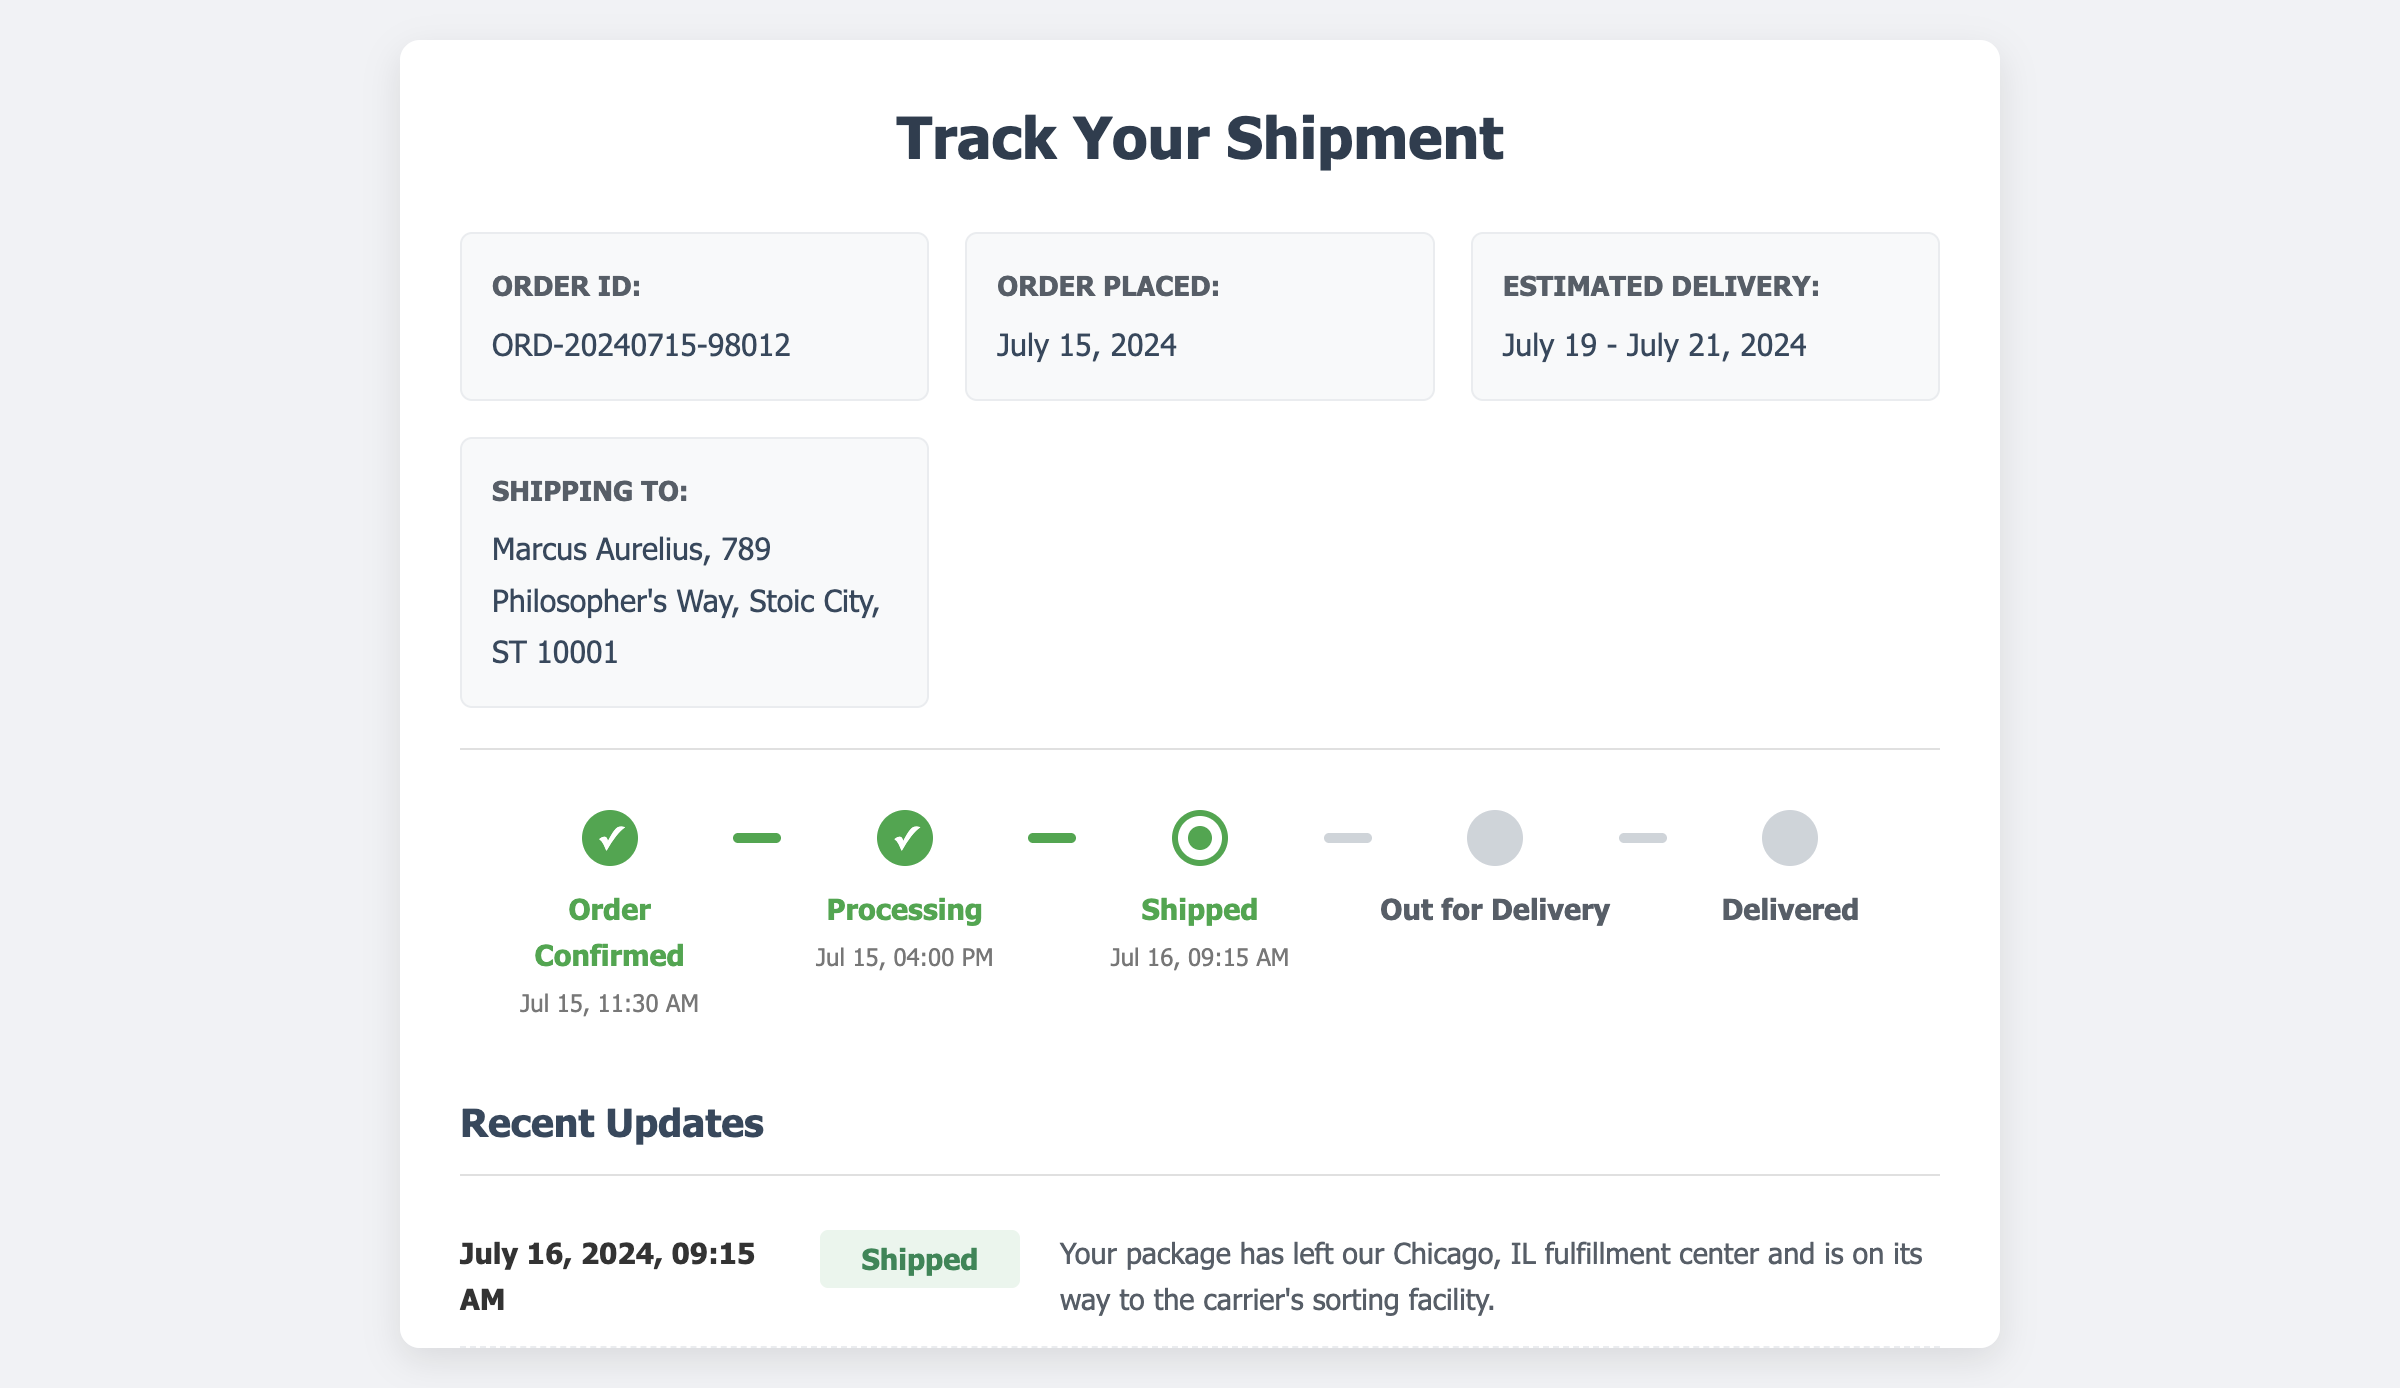 Track Your Shipment
ORDER ID:
ORD-20240715-98012
ORDER PLACED:
July 15, 2024
ESTIMATED DELIVERY:
July 19 - July 21, 2024
SHIPPING TO:
Marcus Aurelius, 789
Philosopher's Way, Stoic City,
ST 10001
Order
Confirmed
Jul 15, 11:30 AM
Processing
Jul 15, 04:00 PM
Shipped
Jul 16, 09:15 AM
Out for Delivery
Delivered
Recent Updates
July 16, 2024, 09:15
AM
Shipped
Your package has left our Chicago, IL fulfillment center and is on its
way to the carrier's sorting facility.